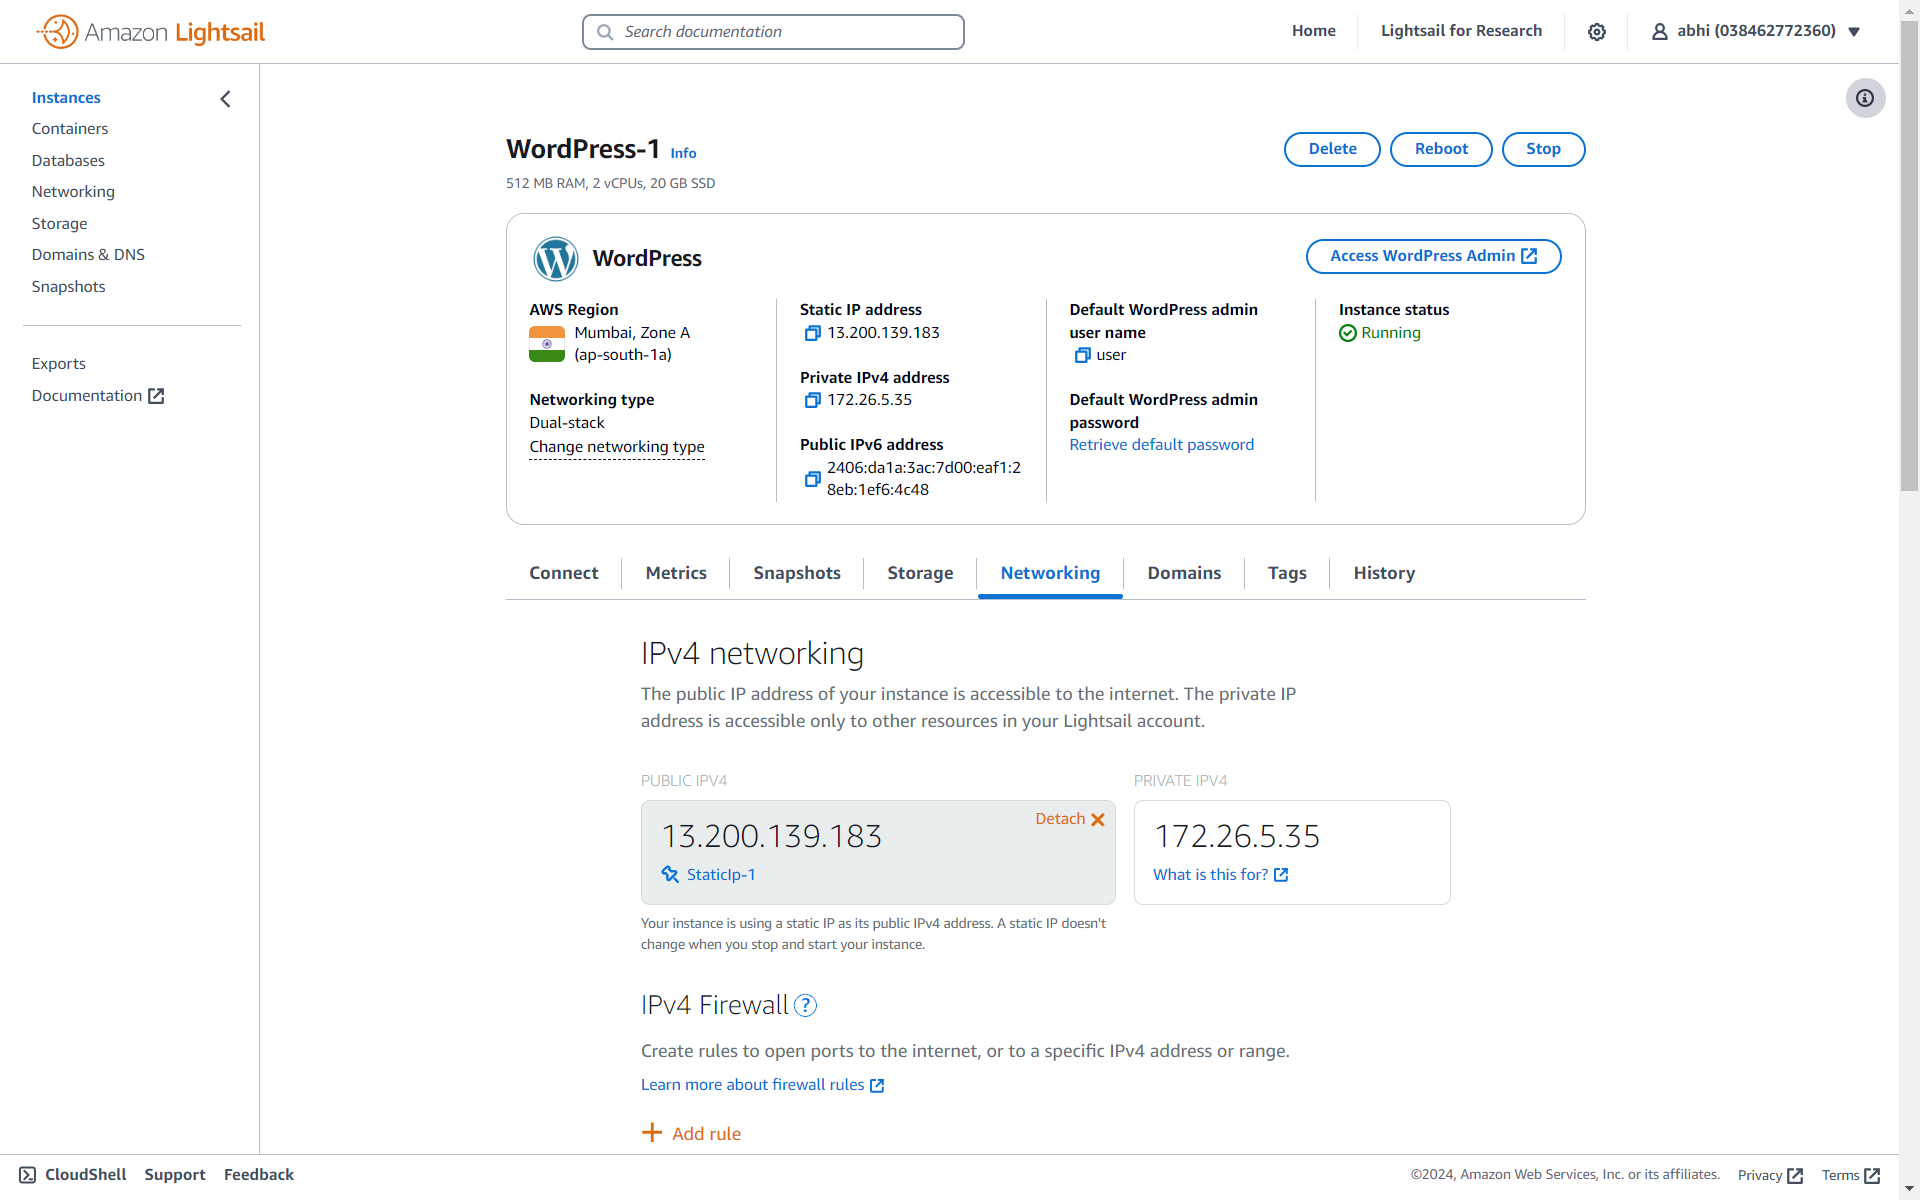 Amazon Lightsail
Search documentation
Home
Lightsail for Research
abhi (038462772360)
Instances
Containers
Databases
Networking
Storage
Domains & DNS
Snapshots
Exports
Documentation
WordPress-1 Info
512 MB RAM, 2 vCPUs, 20 GB SSD
Delete
Reboot
Stop
WordPress
Access WordPress Admin
AWS Region
Mumbai, Zone A
(ap-south-1a)
Networking type
Dual-stack
Change networking type
Static IP address
13.200.139.183
Private IPv4 address
172.26.5.35
Public IPv6 address
2406:da1a:3ac:7d00:eaf1:2
8eb:1ef6:4c48
Default WordPress admin
user name
user
Default WordPress admin
password
Retrieve default password
Instance status
Running
Connect
Metrics
Snapshots
Storage
Networking
Domains
Tags
History
IPv4 networking
The public IP address of your instance is accessible to the internet. The private IP
address is accessible only to other resources in your Lightsail account.
PUBLIC IPV4
13.200.139.183
Detach
StaticIp-1
Your instance is using a static IP as its public IPv4 address. A static IP doesn't
change when you stop and start your instance.
PRIVATE IPV4
172.26.5.35
What is this for?
IPv4 Firewall ?
Create rules to open ports to the internet, or to a specific IPv4 address or range.
Learn more about firewall rules
Add rule
CloudShell
Support
Feedback
©2024, Amazon Web Services, Inc. or its affiliates.
Privacy
Terms